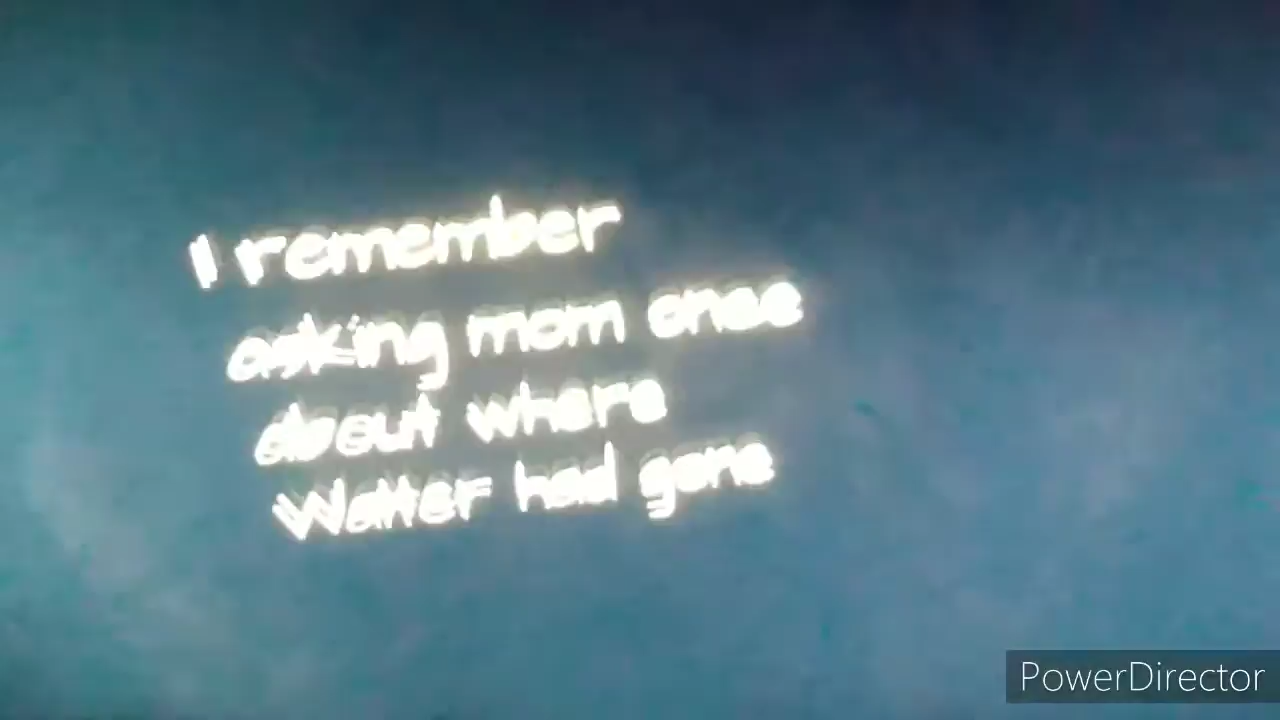 I remember
asking mom once
about where
Walter had gone
PowerDirector